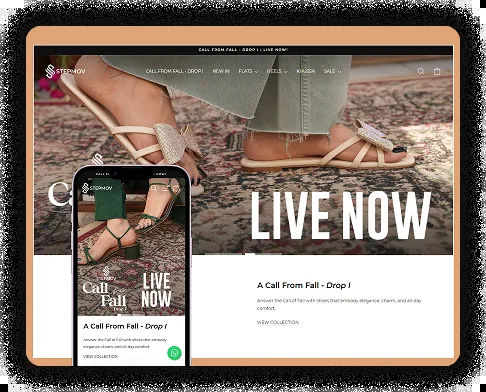 CALL FROM FALL - DROP I | LIVE NOW!
STEPMOV
CALL FROM FALL - DROP I NEW IN FLATS HEELS KHUSSA SALE
C
LIVE NOW
A Call From Fall - Drop I
Answer the Call of Fall with shoes that embody elegance, charm, and all-day
comfort.
VIEW COLLECTION
STEPMOV
Call
Fall
LIVE
NOW
A Call From Fall - Drop I
Answer the Call of Fall with shoes that embody
elegance, charm, and all-day comfort.
VIEW COLLECTION